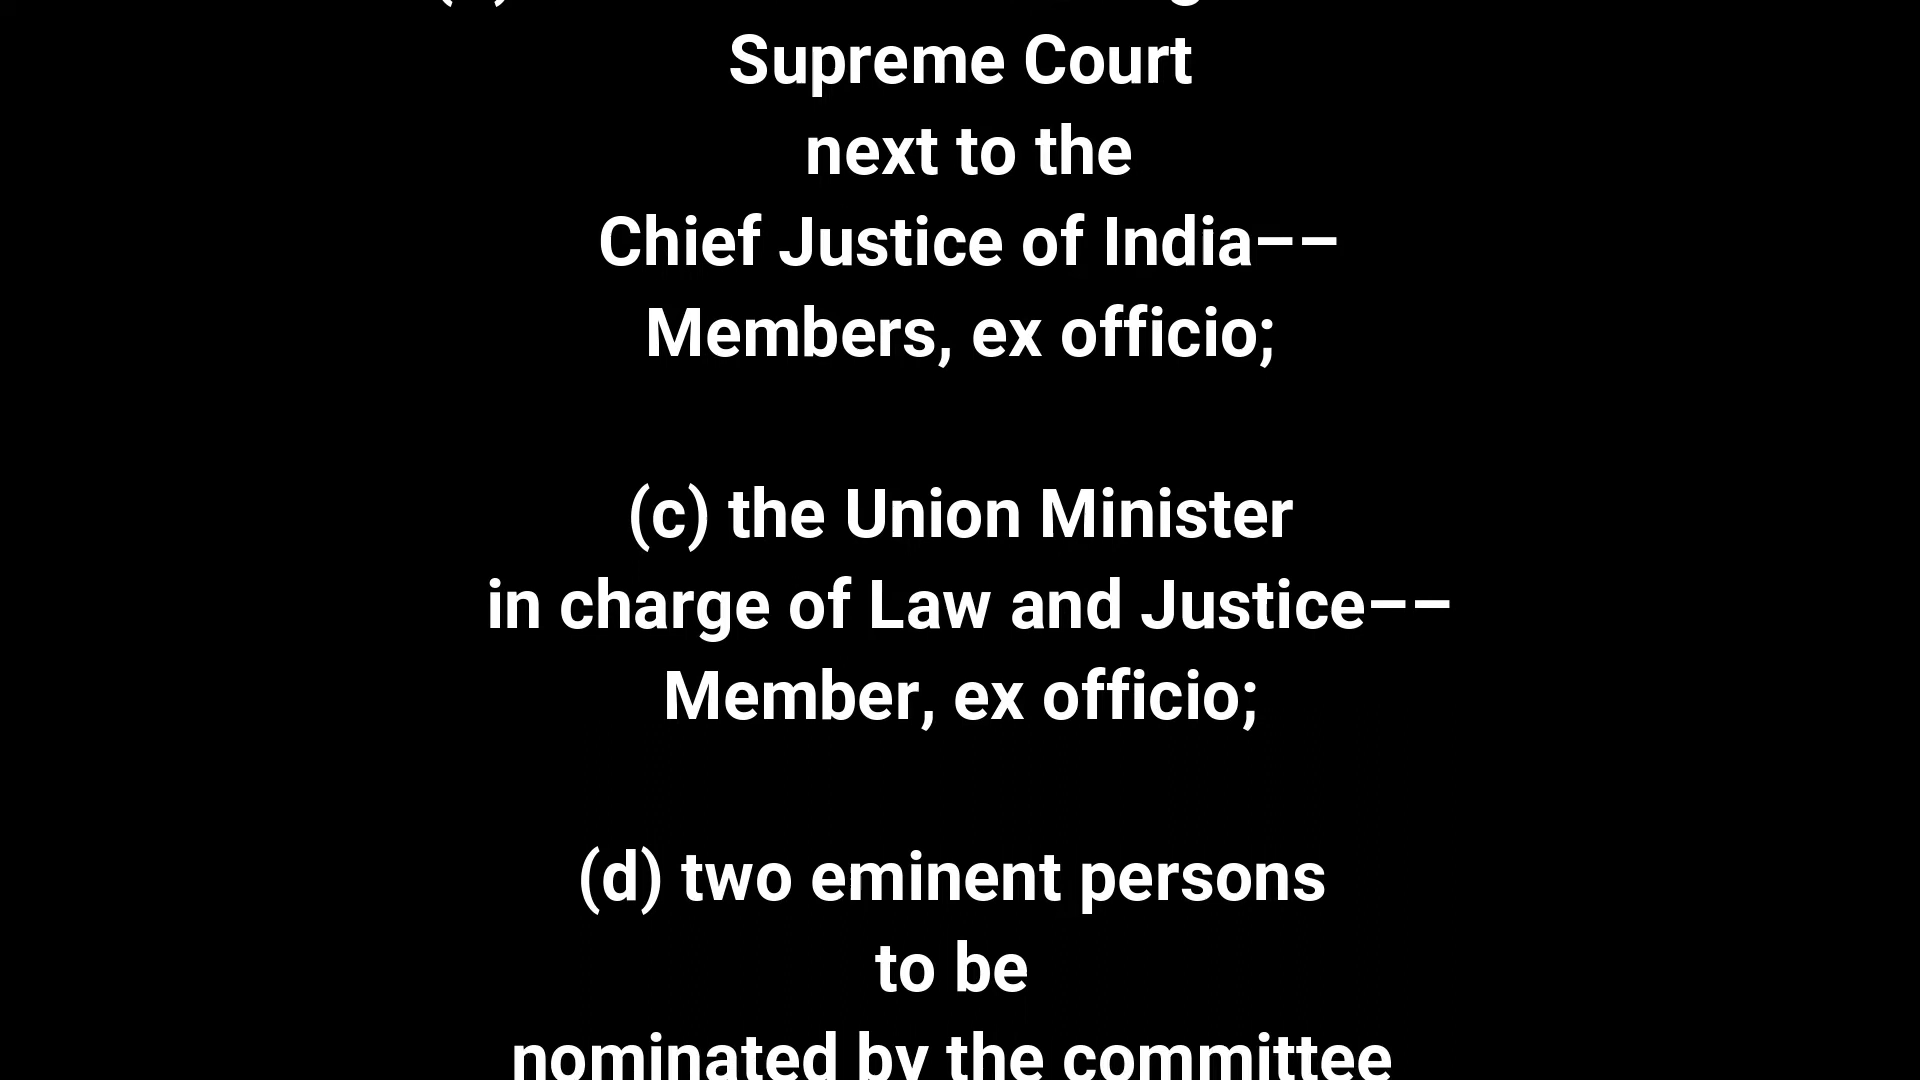 Supreme Court
next to the
Chief Justice of India––
Members, ex officio;
(c) the Union Minister
in charge of Law and Justice––
Member, ex officio;
(d) two eminent persons
to be
nominated by the committee